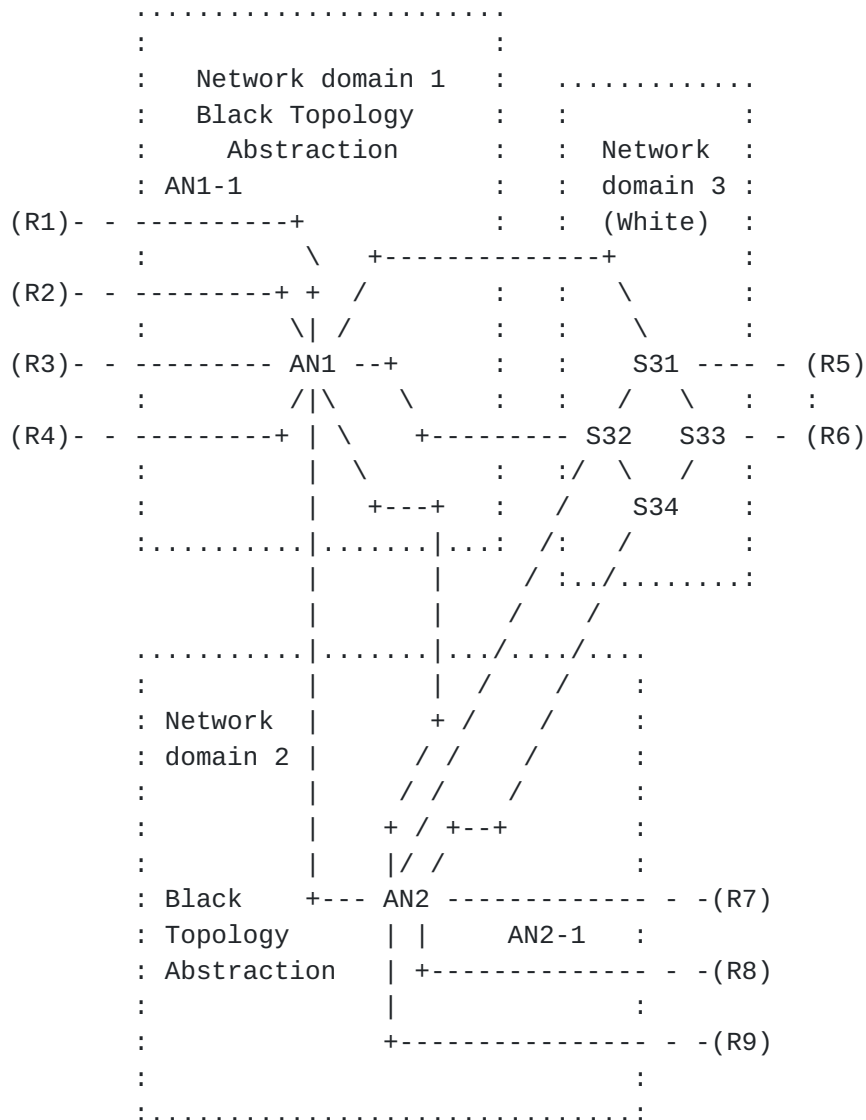 Network domain 1
Black Topology
Abstraction Network
AN1-1 domain 3
(R1) (White)
(R2)
(R3) AN1 S31 (R5)
(R4) S32 S33 (R6)
S34
Network
domain 2
Black AN2 (R7)
Topology AN2-1
Abstraction (R8)
(R9)